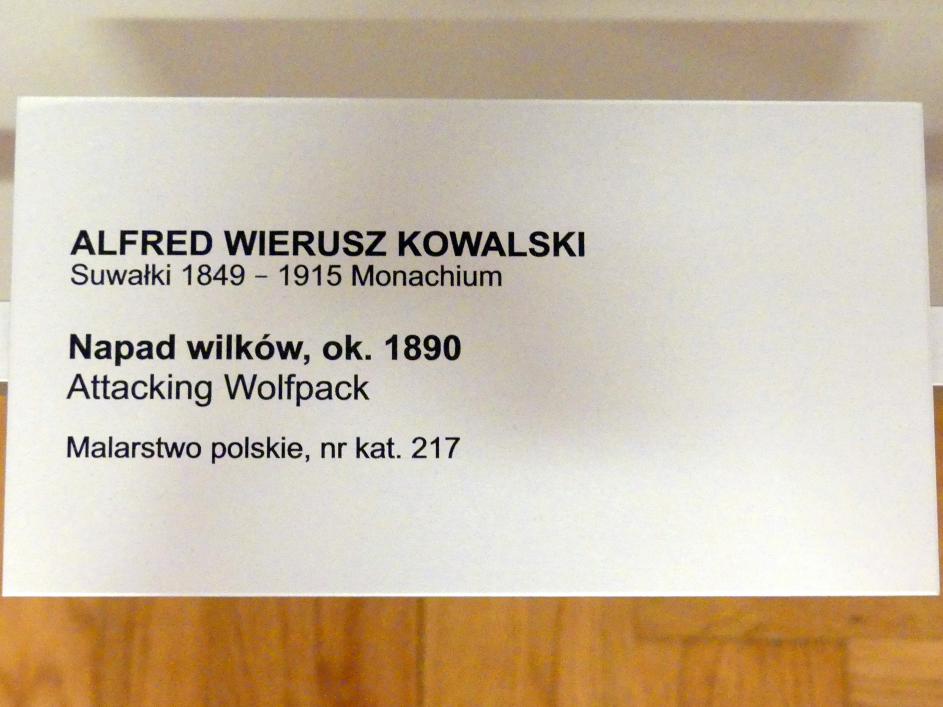 ALFRED WIERUSZ KOWALSKI
Suwałki 1849 – 1915 Monachium
Napad wilków, ok. 1890
Attacking Wolfpack
Malarstwo polskie, nr kat. 217